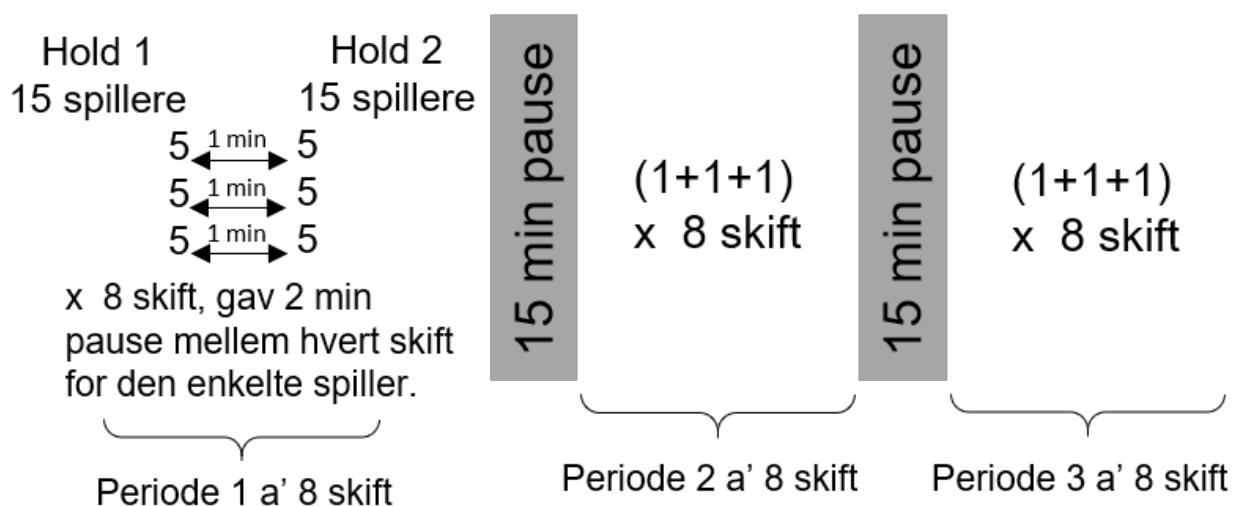 Hold 1
15 spillere
Hold 2
15 spillere
5 1 min 5
5 1 min 5
5 1 min 5
x 8 skift, gav 2 min
pause mellem hvert skift
for den enkelte spiller.
Periode 1 a' 8 skift
15 min pause
(1+1+1)
x 8 skift
Periode 2 a' 8 skift
15 min pause
(1+1+1)
x 8 skift
Periode 3 a' 8 skift